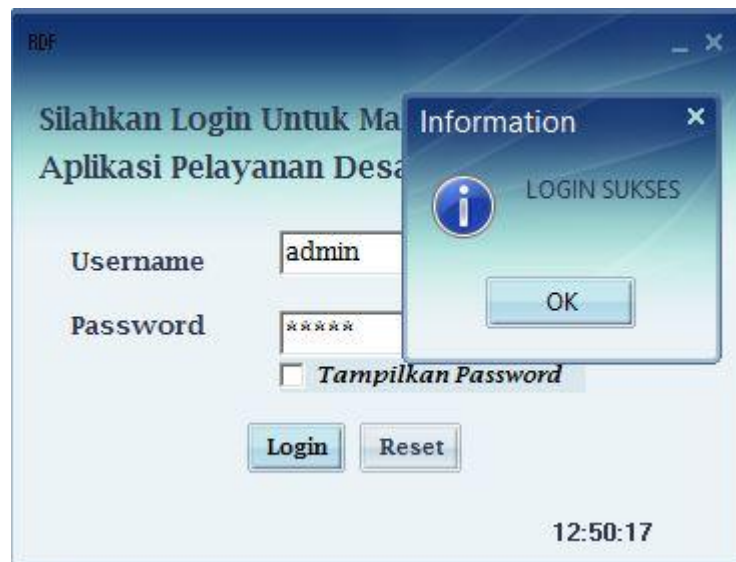 RDF
Silahkan Login Untuk Ma
Aplikasi Pelayanan Desa
Information
LOGIN SUKSES
OK
Username
admin
Password
*****
Tampilkan Password
Login
Reset
12:50:17